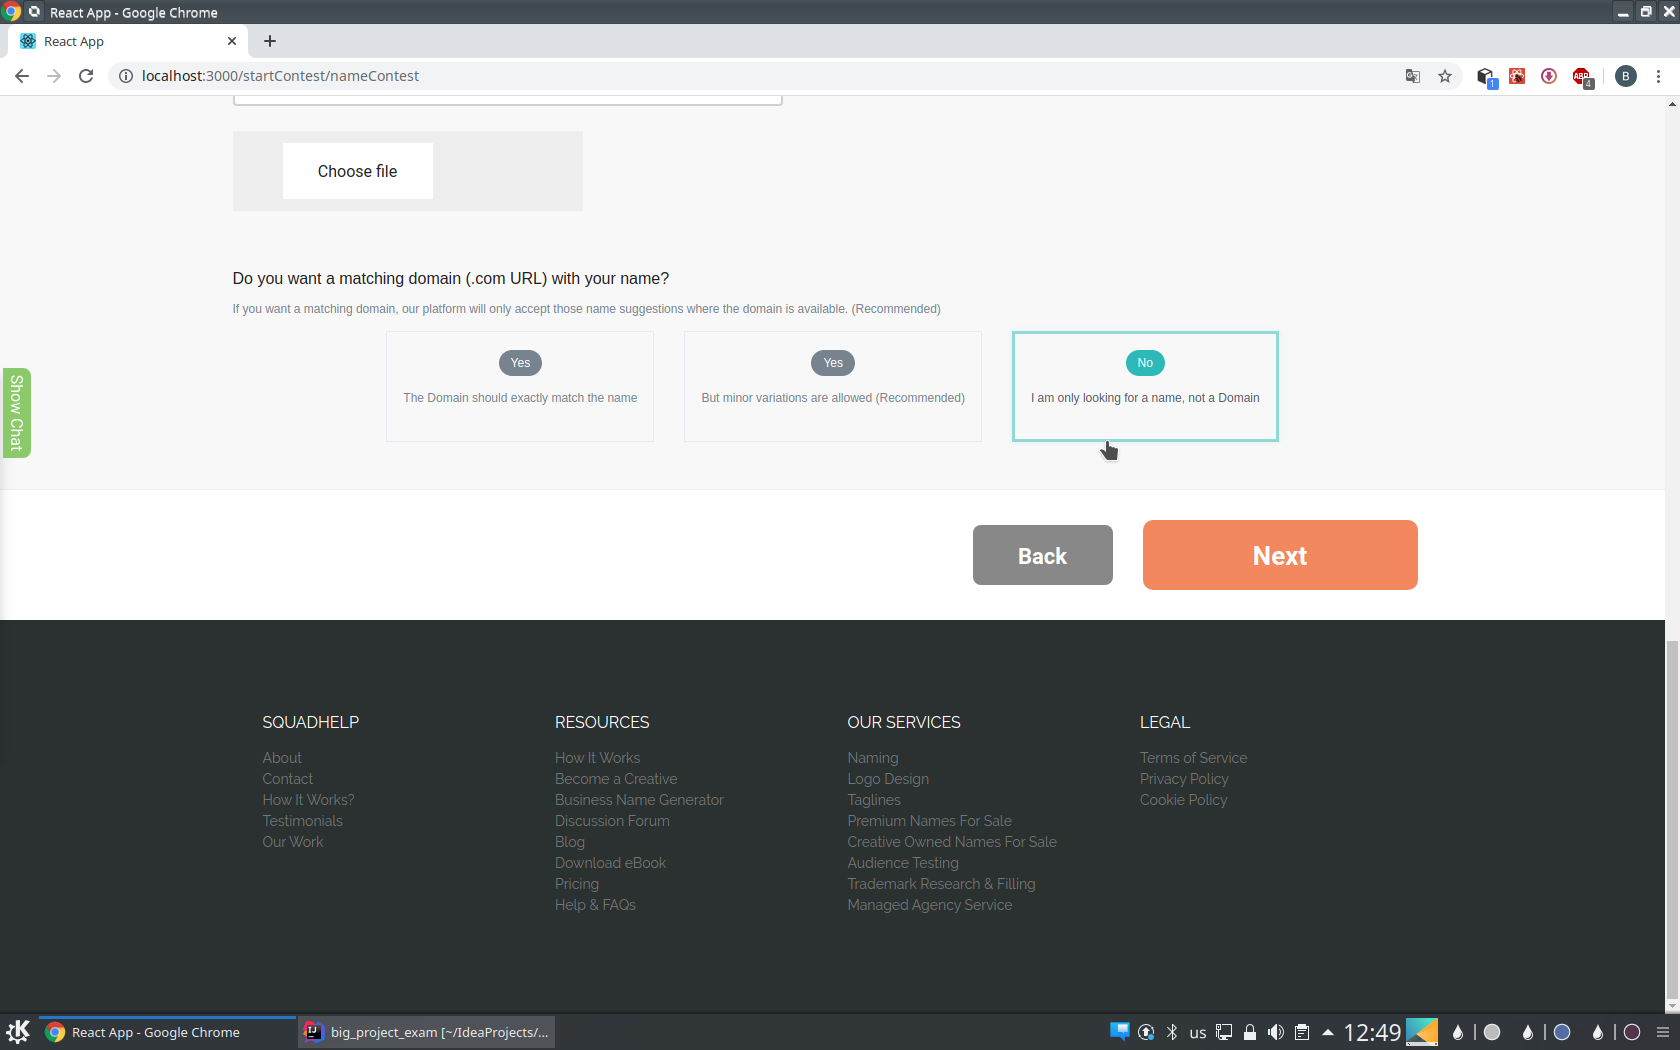 React App - Google Chrome
React App
localhost:3000/startContest/nameContest
1
ABP
4
B
Choose file
Do you want a matching domain (.com URL) with your name?
If you want a matching domain, our platform will only accept those name suggestions where the domain is available. (Recommended)
Yes
The Domain should exactly match the name
Yes
But minor variations are allowed (Recommended)
No
I am only looking for a name, not a Domain
Show Chat
Back
Next
SQUADHELP
About
Contact
How It Works?
Testimonials
Our Work
RESOURCES
How It Works
Become a Creative
Business Name Generator
Discussion Forum
Blog
Download eBook
Pricing
Help & FAQs
OUR SERVICES
Naming
Logo Design
Taglines
Premium Names For Sale
Creative Owned Names For Sale
Audience Testing
Trademark Research & Filling
Managed Agency Service
LEGAL
Terms of Service
Privacy Policy
Cookie Policy
React App - Google Chrome
IJ
big_project_exam [~/IdeaProjects/...
us
12:49